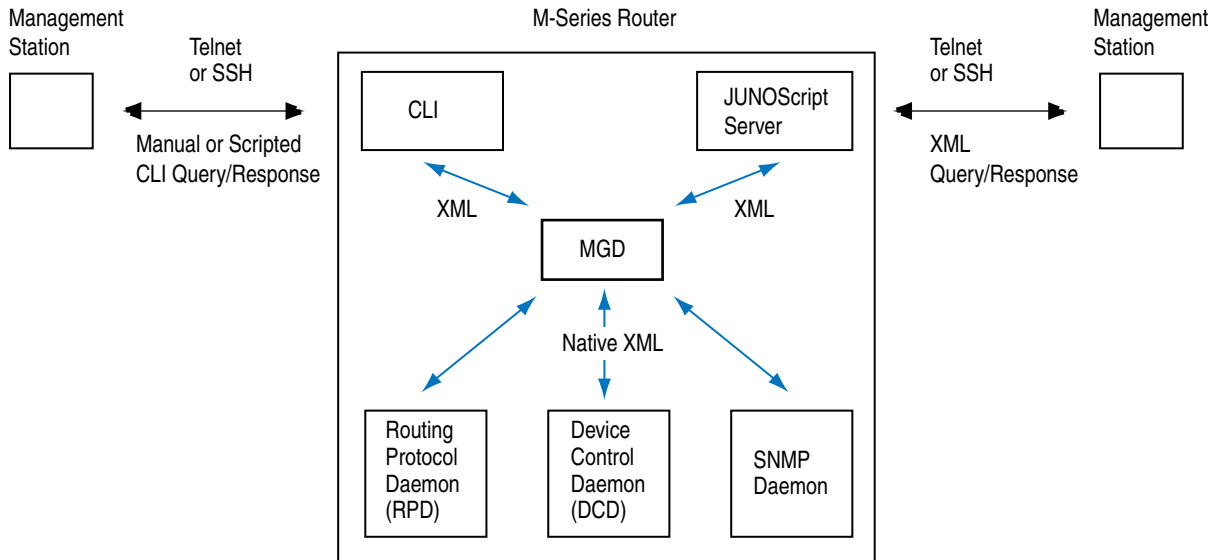 M-Series Router
Management
Station
Telnet
or SSH
Manual or Scripted
CLI Query/Response
CLI
JUNOScript
Server
Telnet
or SSH
XML
Query/Response
Management
Station
XML
XML
MGD
Native XML
Routing
Protocol
Daemon
(RPD)
Device
Control
Daemon
(DCD)
SNMP
Daemon